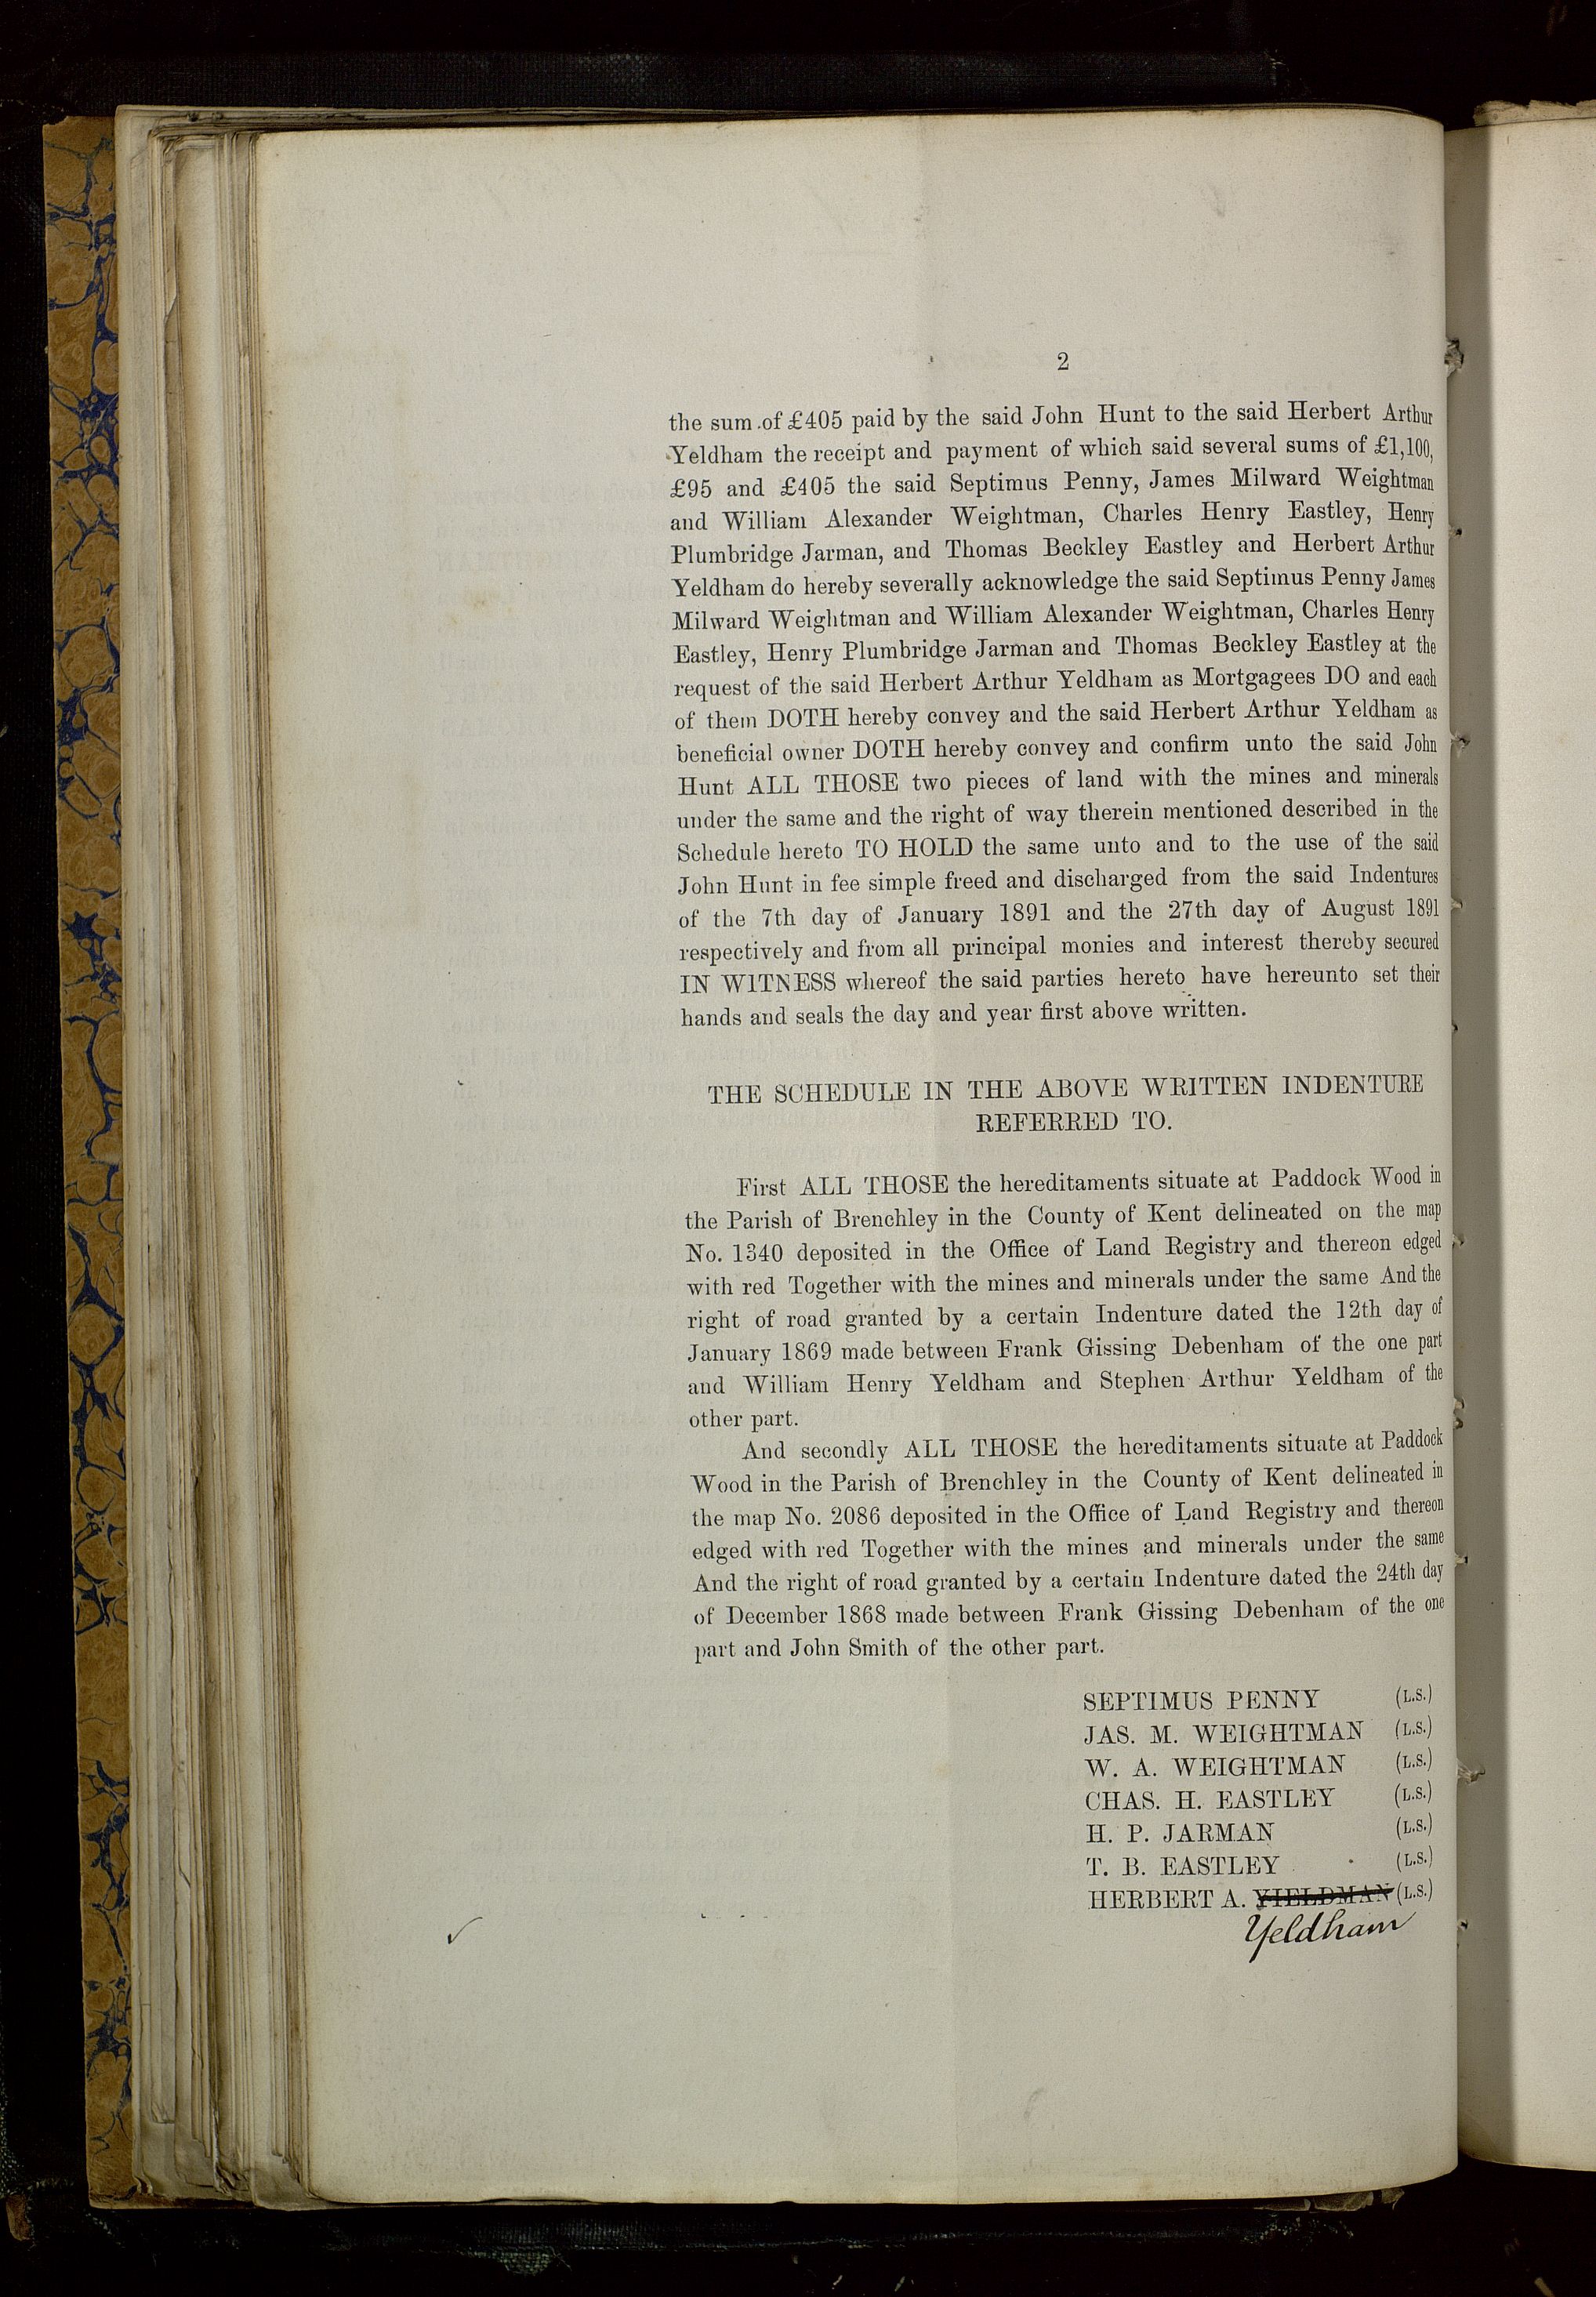 2
the sum of £405 paid by the said John Hunt to the said Herbert Arthur
Yeldham the receipt and payment of which said several sums of £1,100,
£95 and £405 the said Septimus Penny, James Milward Weightman
and William Alexander Weightman, Charles Henry Eastley, Henry
Plumbridge Jarman, and Thomas Beckley Eastley and Herbert Arthur
Yeldham do hereby severally acknowledge the said Septimus Penny James
Milward Weightman and William Alexander Weightman, Charles Henry
Eastley, Henry Plumbridge Jarman and Thomas Beckley Eastley at the
request of the said Herbert Arthur Yeldham as Mortgagees DO and each
of them DOTH hereby convey and the said Herbert Arthur Yeldham as
beneficial owner DOTH hereby convey and confirm unto the said John
Hunt ALL THOSE two pieces of land with the mines and minerals
under the same and the right of way therein mentioned described in the
Schedule hereto TO HOLD the same unto and to the use of the said
John Hunt in fee simple freed and discharged from the said Indentures
of the 7th day of January 1891 and the 27th day of August 1891
respectively and from all principal monies and interest thereby secured
IN WITNESS whereof the said parties hereto have hereunto set their
hands and seals the day and year first above written.
THE SCHEDULE IN THE ABOVE WRITTEN INDENTURE
REFERRED TO.
First ALL THOSE the hereditaments situate at Paddock Wood in
the Parish of Brenchley in the County of Kent delineated on the map
No. 1340 deposited in the Office of Land Registry and thereon edged
with red Together with the mines and minerals under the same And the
right of road granted by a certain Indenture dated the 12th day of
January 1869 made between Frank Gissing Debenham of the one part
and William Henry Yeldham and Stephen Arthur Yeldham of the
other part.
And secondly ALL THOSE the hereditaments situate at Paddock
Wood in the Parish of Brenchley in the County of Kent delineated in
the map No. 2086 deposited in the Office of Land Registry and thereon
edged with red Together with the mines and minerals under the same
And the right of road granted by a certain Indenture dated the 24th day
of December 1868 made between Frank Gissing Debenham of the one
part and John Smith of the other part.
SEPTIMUS PENNY (L.S.)
JAS. M. WEIGHTMAN (L.S.)
W. A. WEIGHTMAN (L.S.)
CHAS. H. EASTLEY (L.S.)
H. P. JARMAN (L.S.)
T. B. EASTLEY (L.S.)
HERBERT A. YIELDMAN (L.S.)
Yeldham